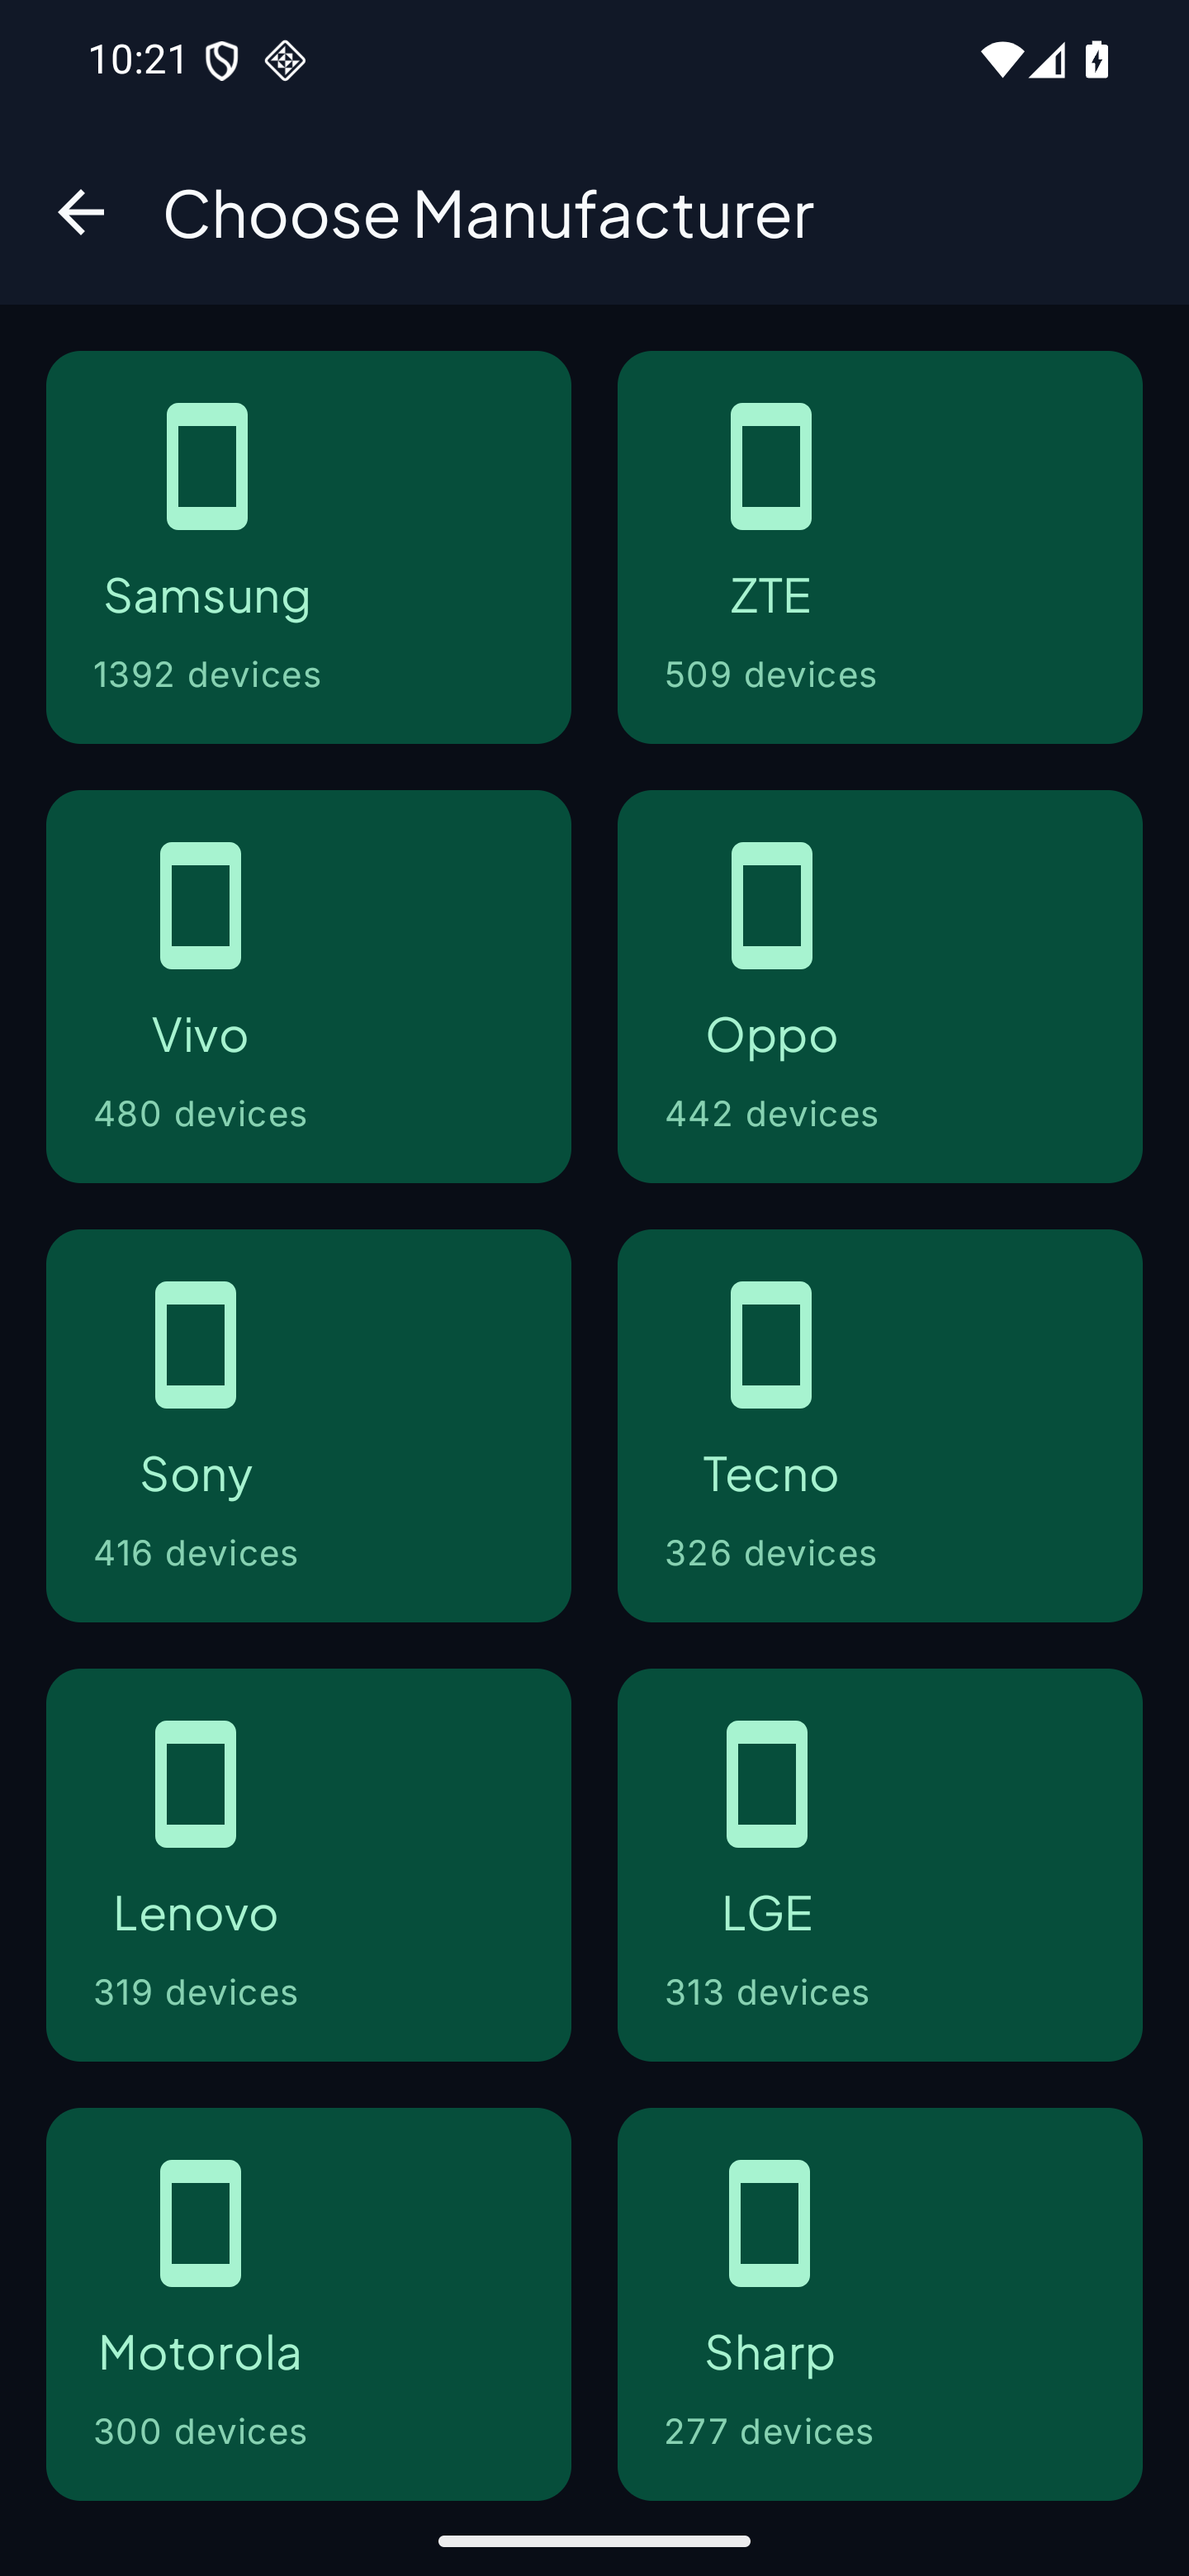 10:21
Choose Manufacturer
Samsung
1392 devices
ZTE
509 devices
Vivo
480 devices
Oppo
442 devices
Sony
416 devices
Tecno
326 devices
Lenovo
319 devices
LGE
313 devices
Motorola
300 devices
Sharp
277 devices